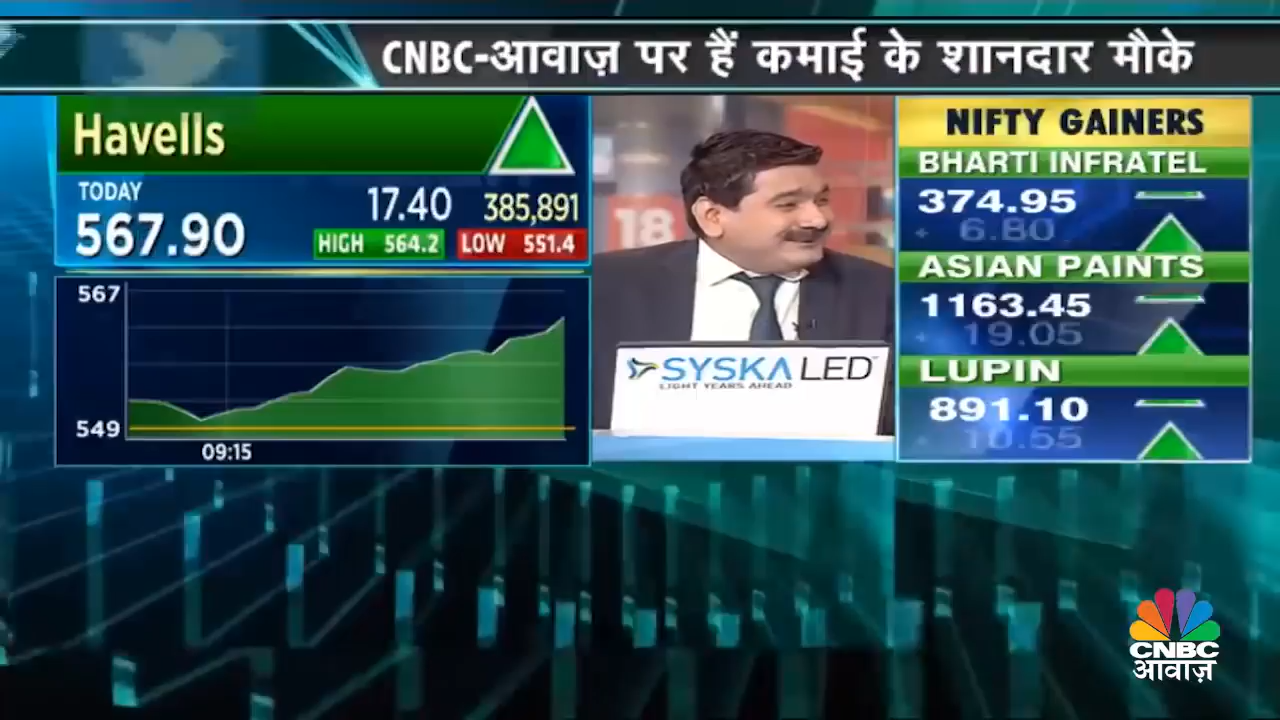 CNBC-आवाज़ पर हैं कमाई के शानदार मौके
Havells
TODAY
567.90
17.40
385,891
HIGH 564.2
LOW 551.4
567
549
09:15
18
SYSKA LED
LIGHT YEARS AHEAD
NIFTY GAINERS
BHARTI INFRATEL
374.95
+ 6.80
ASIAN PAINTS
1163.45
+ 19.05
LUPIN
891.10
10.55
CNBC
आवाज़